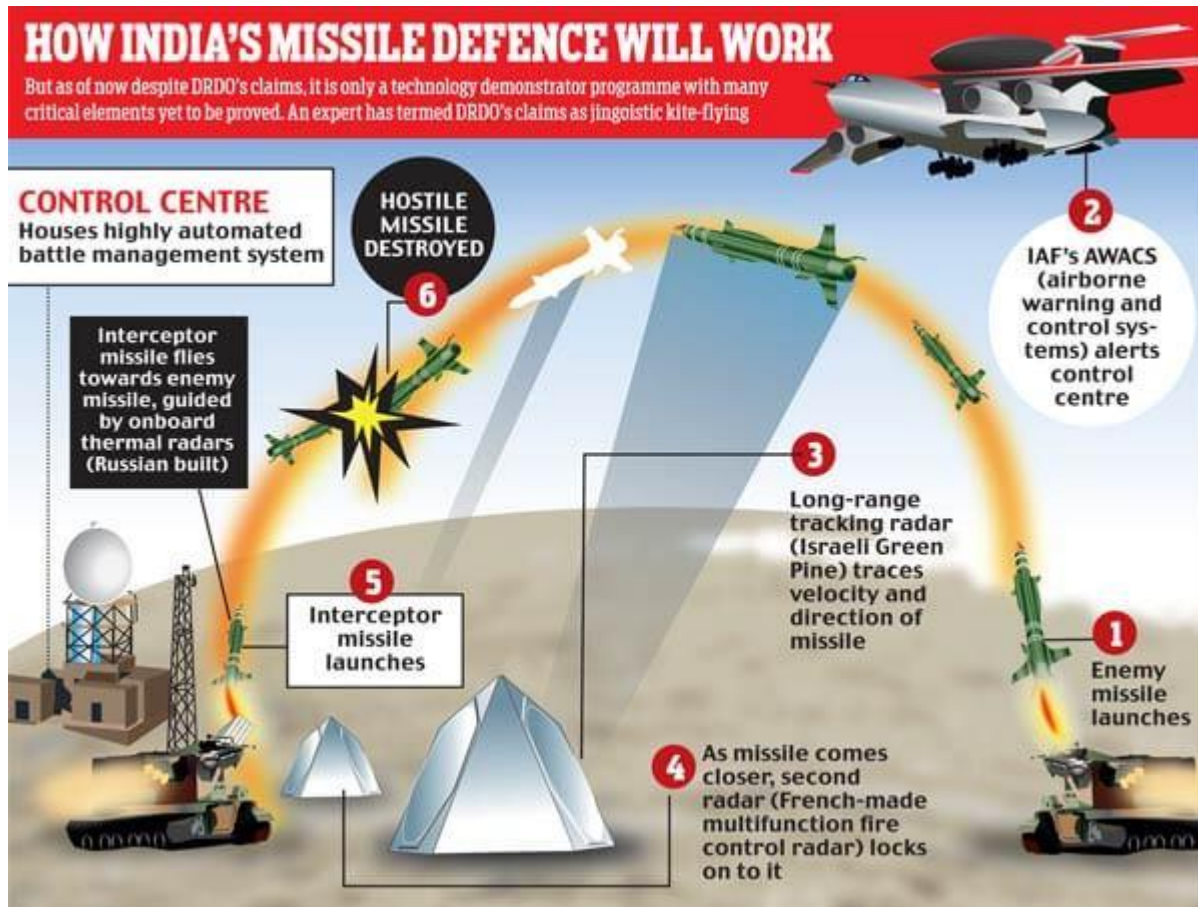 HOW INDIA'S MISSILE DEFENCE WILL WORK
But as of now despite DRDO's claims, it is only a technology demonstrator programme with many
critical elements yet to be proved. An expert has termed DRDO's claims as jingoistic kite-flying
CONTROL CENTRE
Houses highly automated
battle management system
HOSTILE
MISSILE
DESTROYED
6
2
IAF's AWACS
(airborne
warning and
control sys-
tems) alerts
control
centre
Interceptor
missile flies
towards enemy
missile, guided
by onboard
thermal radars
(Russian built)
3
Long-range
tracking radar
(Israeli Green
Pine) traces
velocity and
direction of
missile
5
Interceptor
missile
launches
1
Enemy
missile
launches
4
As missile comes
closer, second
radar (French-made
multifunction fire
control radar) locks
on to it